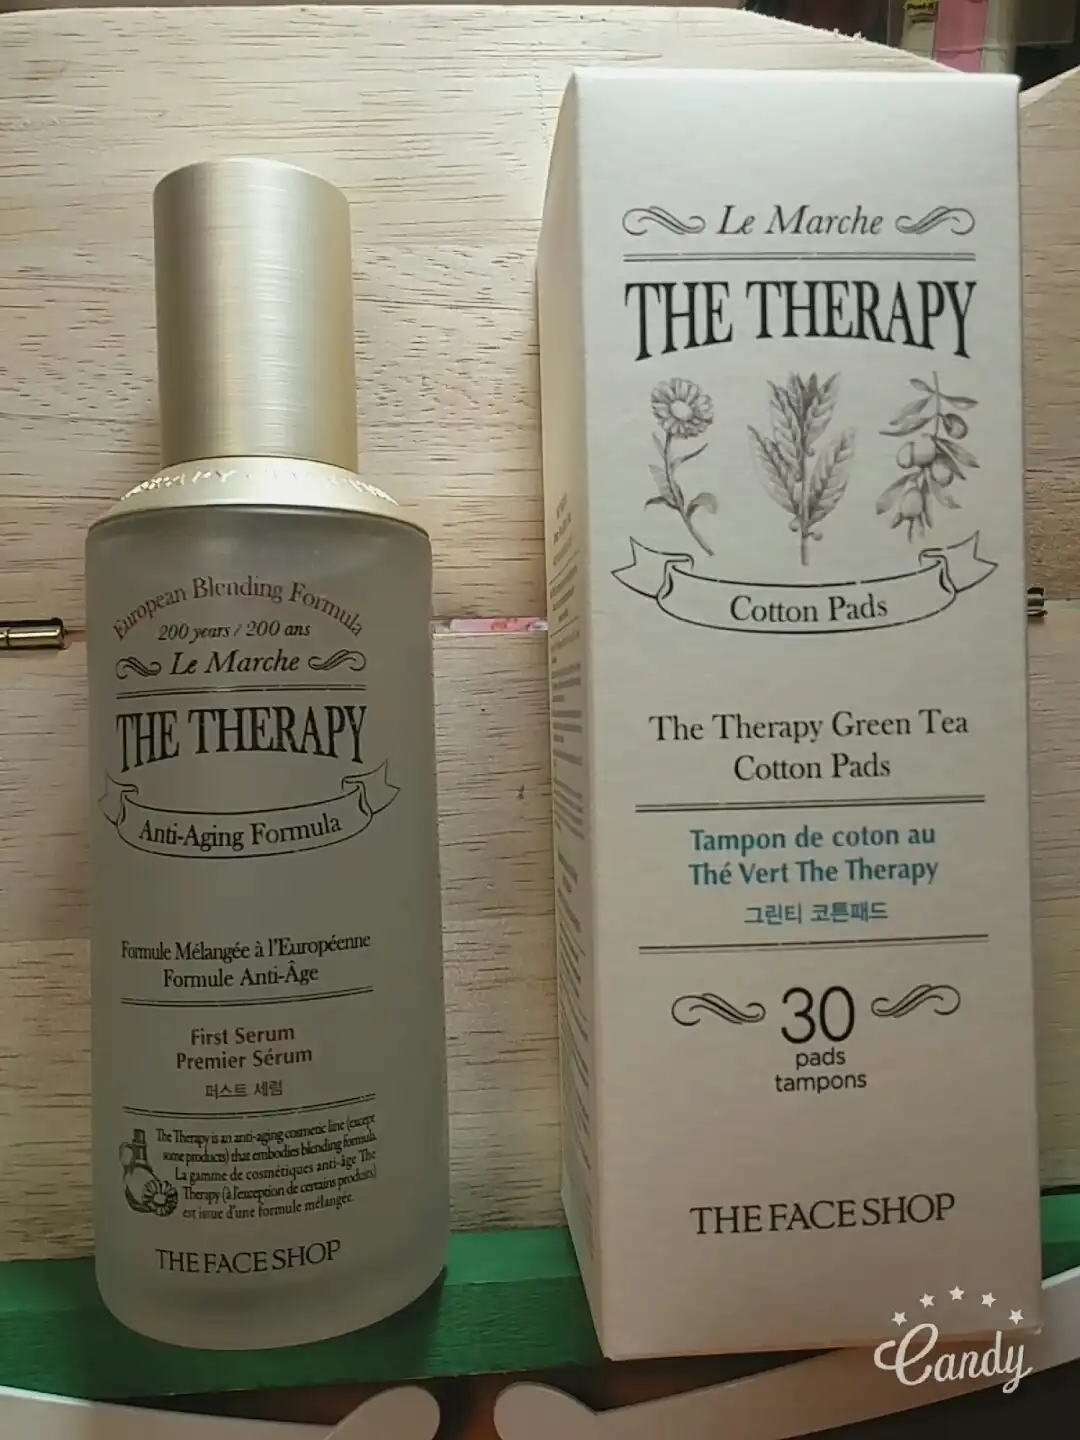 European Blending Formula
200 years / 200 ans
Le Marche
THE THERAPY
Anti-Aging Formula
Formule Mélangée à l'Européenne
Formule Anti-Âge
First Serum
Premier Sérum
퍼스트 세럼
The Therapy is an anti-aging cosmetic line (except
some products) that embodies blending formula.
La gamme de cosmétiques anti-âge The
Therapy (à l'exception de certains produits)
est issue d'une formule mélangée.
THE FACE SHOP
Le Marche
THE THERAPY
Cotton Pads
The Therapy Green Tea
Cotton Pads
Tampon de coton au
Thé Vert The Therapy
그린티 코튼패드
30
pads
tampons
THE FACE SHOP
Post-it
Candy